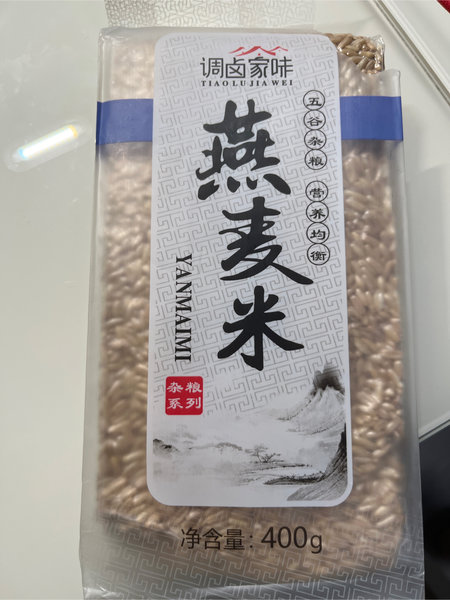 调卤家味
TIAOLUJIAWEI
五谷杂粮 营养均衡
燕麦米
YANMAIMI
杂粮
系列
净含量：400g